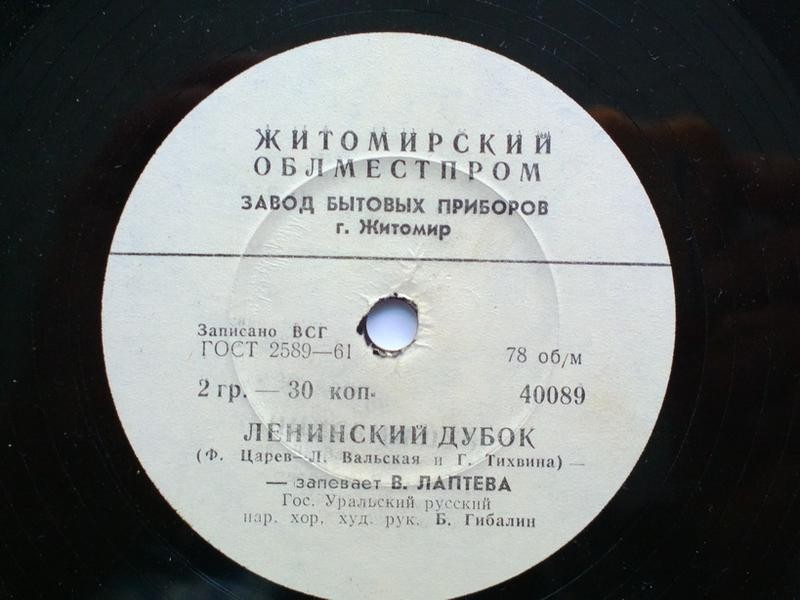 ЖИТОМИРСКИЙ
ОБЛМЕСТПРОМ
ЗАВОД БЫТОВЫХ ПРИБОРОВ
г. Житомир
Записано ВСГ
ГОСТ 2589—61
78 об/м
2 гр. — 30 коп.
40089
ЛЕНИНСКИЙ ДУБОК
(Ф. Царев—Л. Вальская и Г. Тихвина) —
— запевает В. ЛАПТЕВА
Гос. Уральский русский
нар. хор, худ. рук. Б. Гибалин